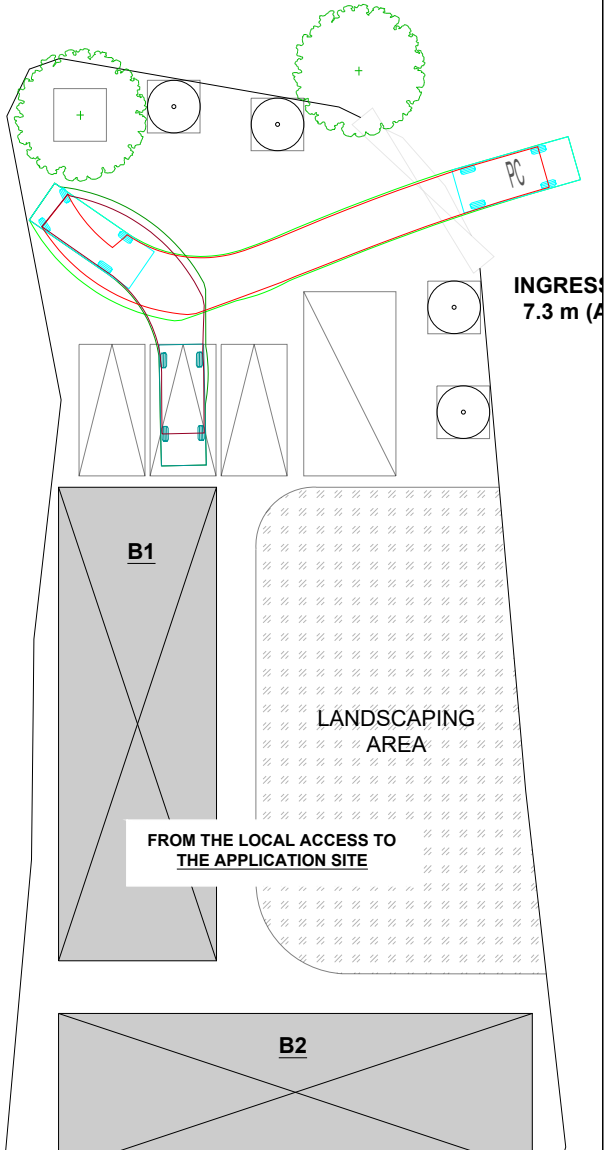 PC
INGRESS
7.3 m (A
B1
LANDSCAPING
AREA
FROM THE LOCAL ACCESS TO
THE APPLICATION SITE
B2